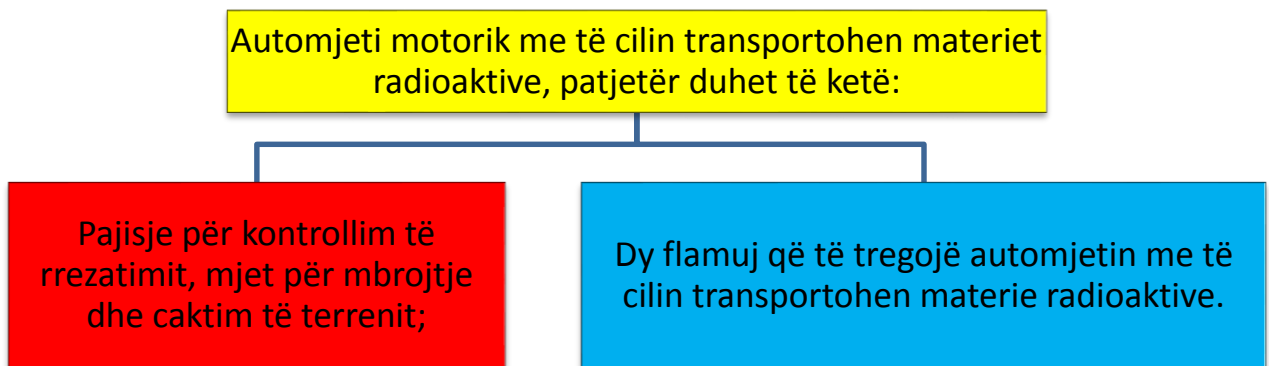 Automjeti motorik me të cilin transportohen materiet
radioaktive, patjetër duhet të ketë:
Pajisje për kontrollim të
rrezatimit, mjet për mbrojtje
dhe caktim të terrenit;
Dy flamuj që të tregojë automjetin me të
cilin transportohen materie radioaktive.